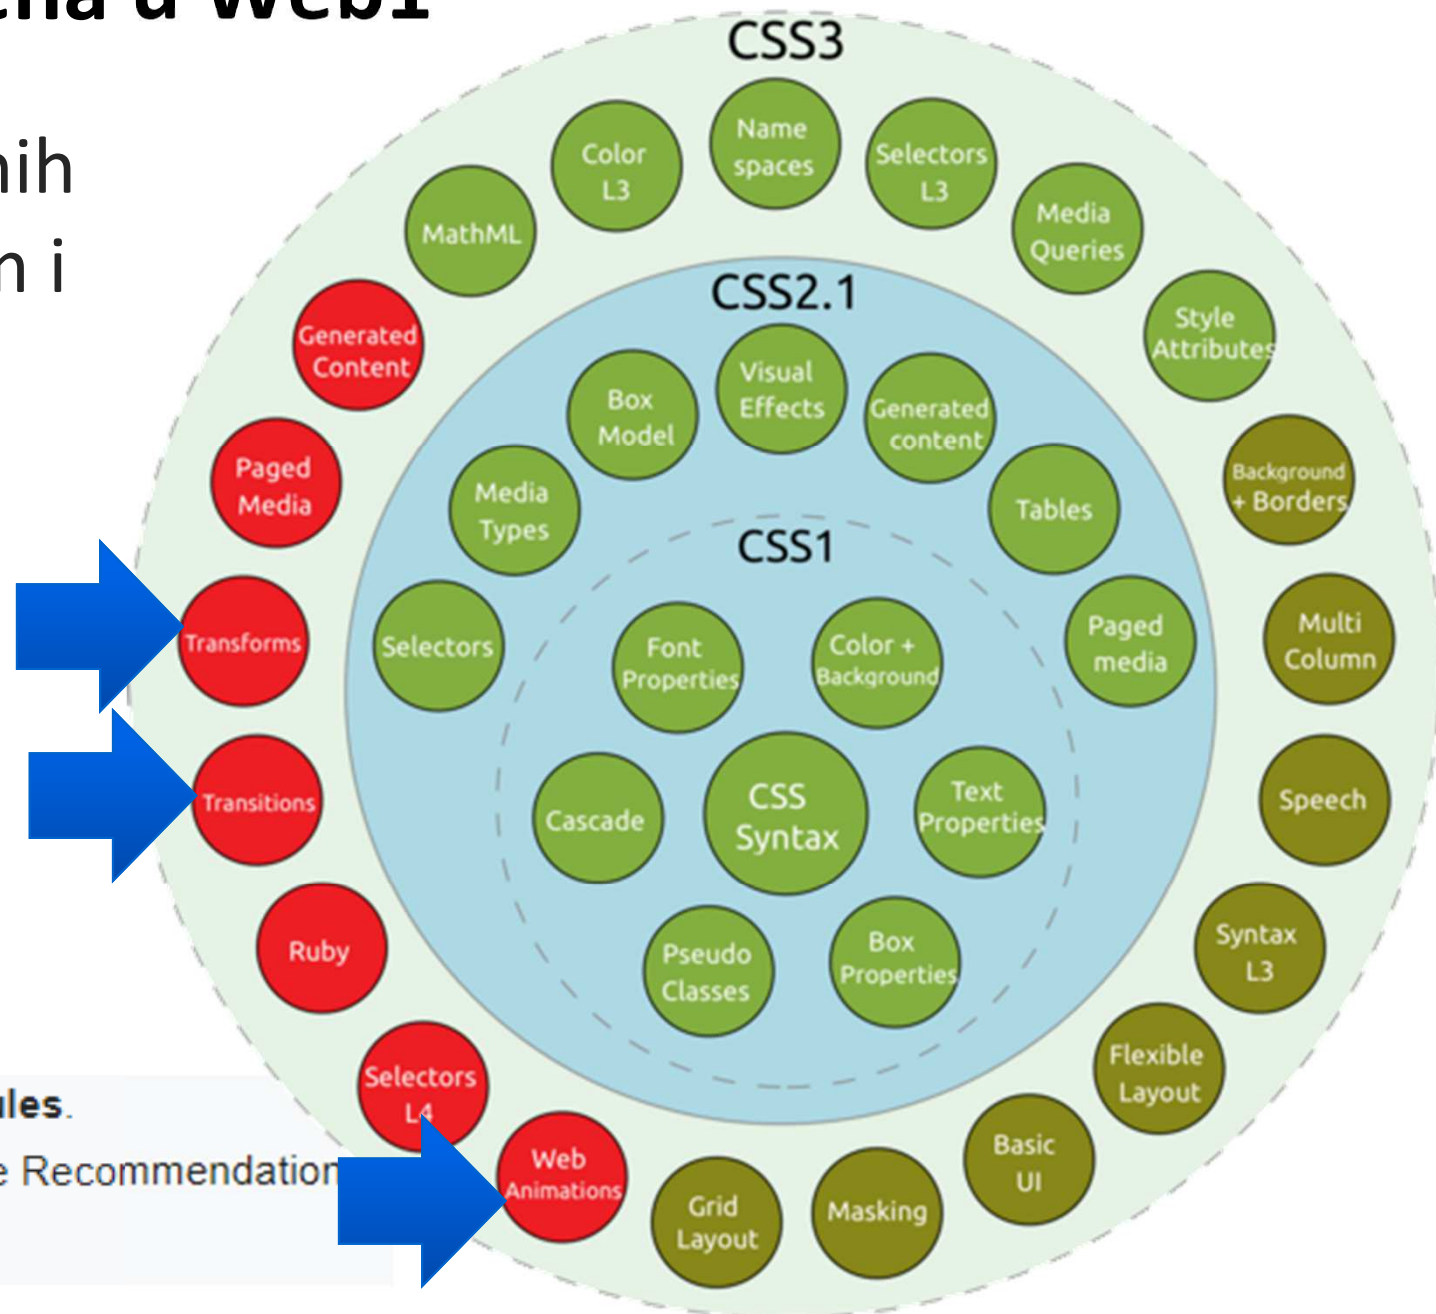 u Web1
CSS3
Name
spaces
Color
L3
Selectors
L3
MathML
Media
Queries
Generated
Content
Style
Attributes
Paged
Media
Background
+ Borders
Transforms
Multi
Column
Transitions
Speech
Ruby
Syntax
L3
Selectors
L4
Flexible
Layout
Web
Animations
Basic
UI
Grid
Layout
Masking
CSS2.1
Visual
Effects
Box
Model
Generated
content
Media
Types
Tables
Selectors
Paged
media
CSS1
Font
Properties
Color +
Background
Cascade
CSS
Syntax
Text
Properties
Pseudo
Classes
Box
Properties
nih
i
ules.
e Recommendation